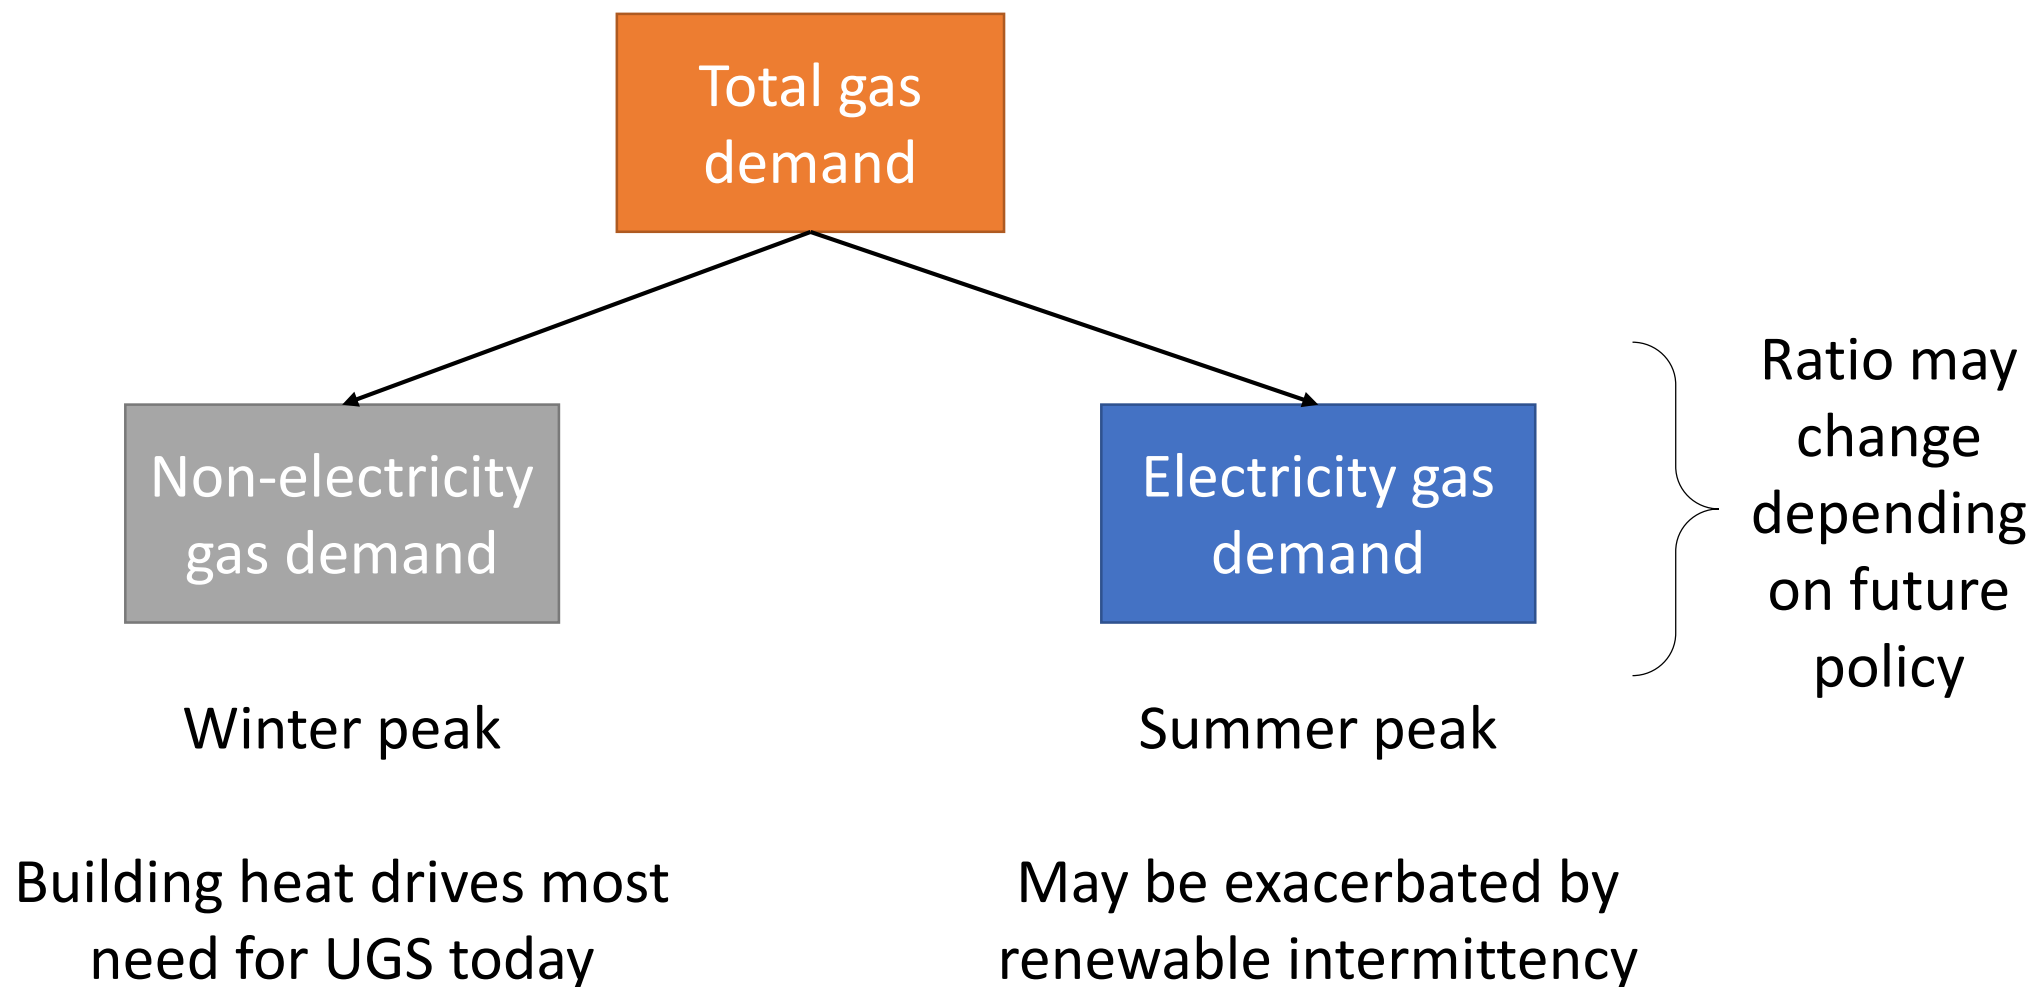 Total gas
demand
Non-electricity
gas demand
Electricity gas
demand
Ratio may
change
depending
on future
policy
Winter peak
Summer peak
Building heat drives most
need for UGS today
May be exacerbated by
renewable intermittency